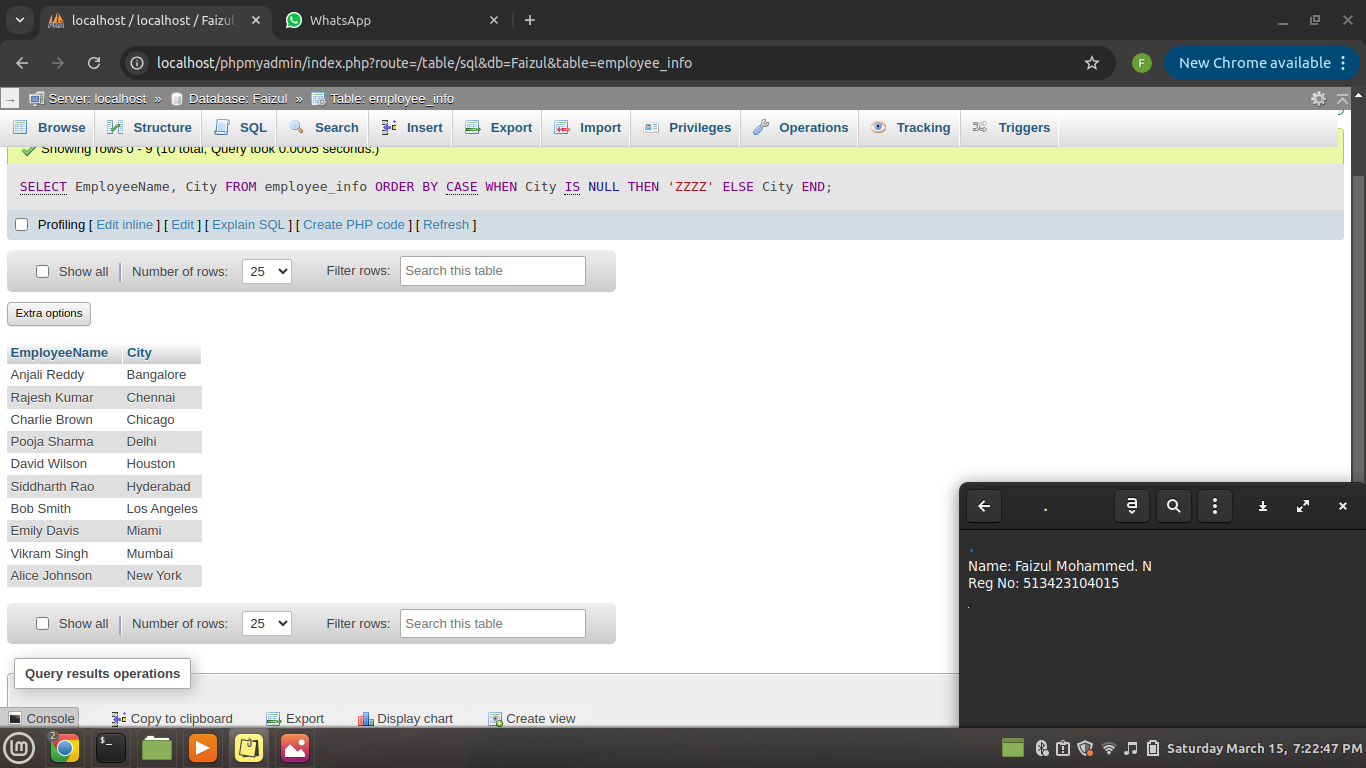 localhost / localhost / Faizul
WhatsApp
localhost/phpmyadmin/index.php?route=/table/sql&db=Faizul&table=employee_info
F
New Chrome available
Server: localhost » Database: Faizul » Table: employee_info
Browse Structure SQL Search Insert Export Import Privileges Operations Tracking Triggers
Showing rows 0 - 9 (10 total, Query took 0.0005 seconds.)
SELECT EmployeeName, City FROM employee_info ORDER BY CASE WHEN City IS NULL THEN 'ZZZZ' ELSE City END;
Profiling [ Edit inline ] [ Edit ] [ Explain SQL ] [ Create PHP code ] [ Refresh ]
Show all Number of rows: 25 Filter rows: Search this table
Extra options
EmployeeName City
Anjali Reddy Bangalore
Rajesh Kumar Chennai
Charlie Brown Chicago
Pooja Sharma Delhi
David Wilson Houston
Siddharth Rao Hyderabad
Bob Smith Los Angeles
Emily Davis Miami
Vikram Singh Mumbai
Alice Johnson New York
Show all Number of rows: 25 Filter rows: Search this table
Query results operations
Console Copy to clipboard Export Display chart Create view
.
a
.
Name: Faizul Mohammed. N
Reg No: 513423104015
.
2
$_
Saturday March 15, 7:22:47 PM